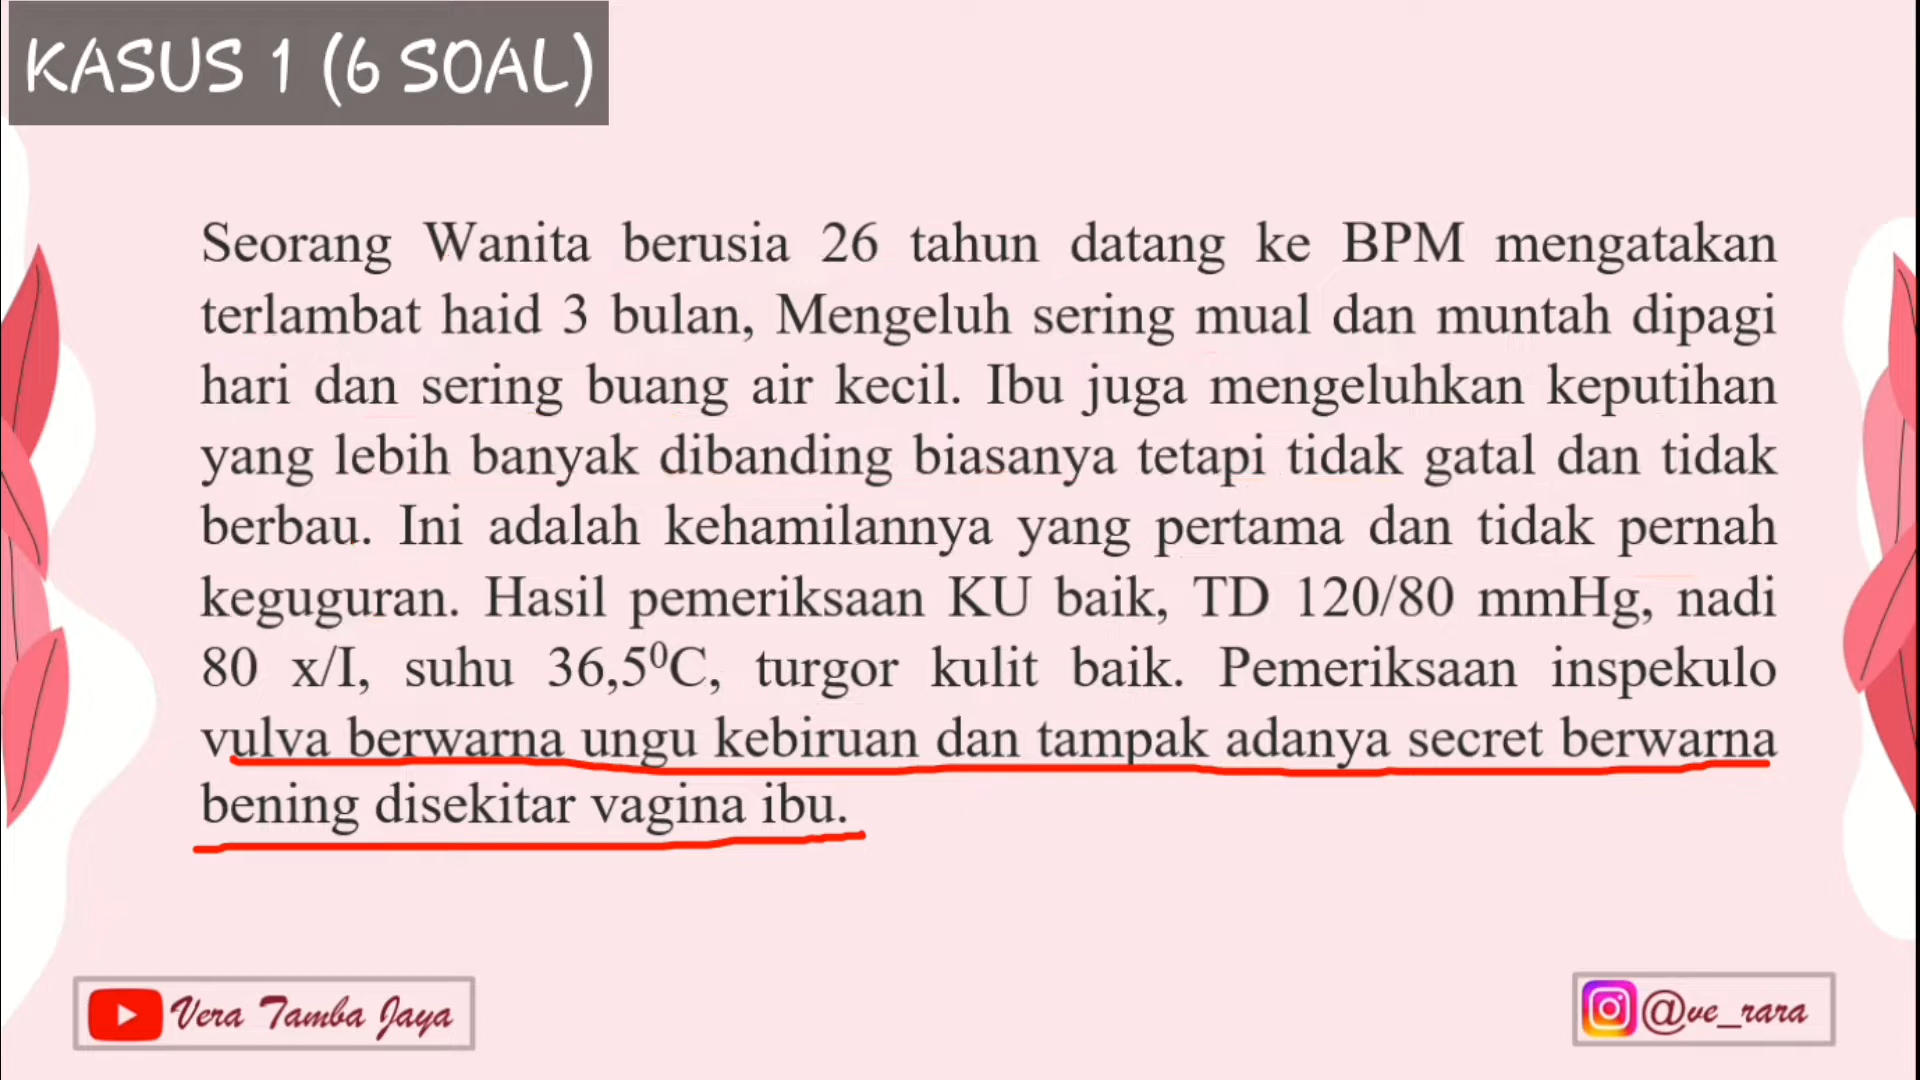 KASUS 1 (6 SOAL)
Seorang Wanita berusia 26 tahun datang ke BPM mengatakan
terlambat haid 3 bulan, Mengeluh sering mual dan muntah dipagi
hari dan sering buang air kecil. Ibu juga mengeluhkan keputihan
yang lebih banyak dibanding biasanya tetapi tidak gatal dan tidak
berbau. Ini adalah kehamilannya yang pertama dan tidak pernah
keguguran. Hasil pemeriksaan KU baik, TD 120/80 mmHg, nadi
80 x/I, suhu 36,5⁰C, turgor kulit baik. Pemeriksaan inspekulo
vulva berwarna ungu kebiruan dan tampak adanya secret berwarna
bening disekitar vagina ibu.
Vera Tamba Jaya
@ve_rara